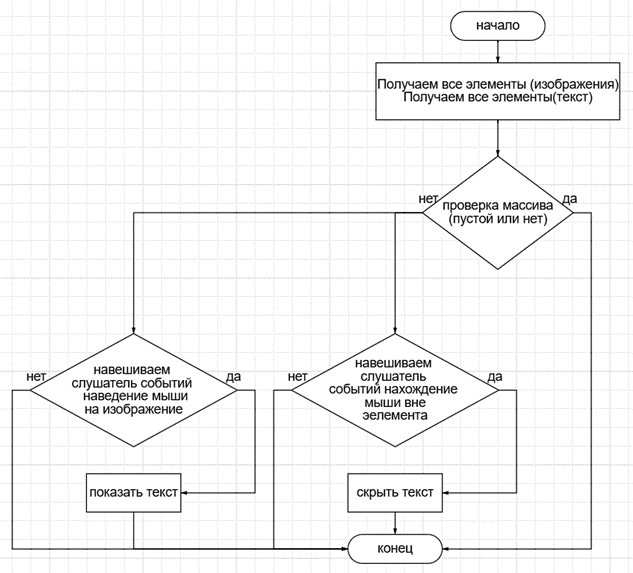 начало
Получаем все элементы (изображения)
Получаем все элементы(текст)
нет
да
проверка массива
(пустой или нет)
нет
да
навешиваем
слушатель событий
наведение мыши
на изображение
нет
да
навешиваем
слушатель
событий нахождение
мыши вне
эелемента
показать текст
скрыть текст
конец